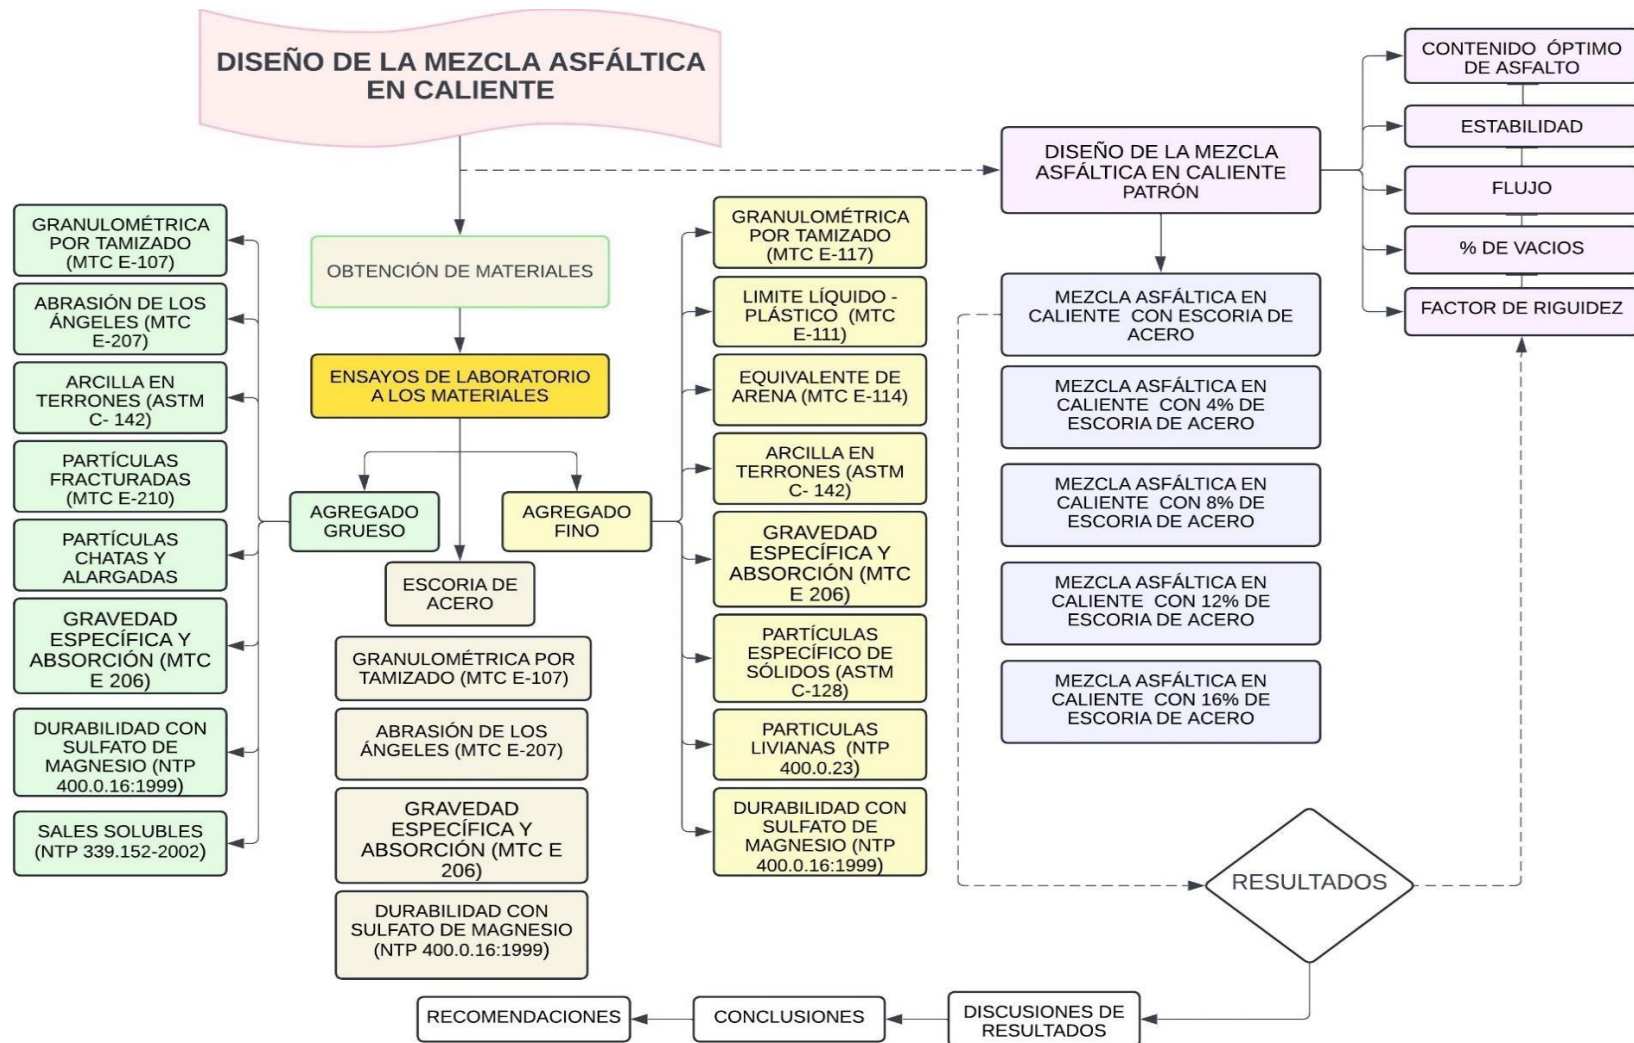 DISEÑO DE LA MEZCLA ASFÁLTICA
EN CALIENTE
OBTENCIÓN DE MATERIALES
ENSAYOS DE LABORATORIO
A LOS MATERIALES
AGREGADO
GRUESO
AGREGADO
FINO
ESCORIA DE
ACERO
GRANULOMÉTRICA
POR TAMIZADO
(MTC E-107)
ABRASIÓN DE LOS
ÁNGELES (MTC
E-207)
ARCILLA EN
TERRONES (ASTM
C- 142)
PARTÍCULAS
FRACTURADAS
(MTC E-210)
PARTÍCULAS
CHATAS Y
ALARGADAS
GRAVEDAD
ESPECÍFICA Y
ABSORCIÓN (MTC
E 206)
DURABILIDAD CON
SULFATO DE
MAGNESIO (NTP
400.0.16:1999)
SALES SOLUBLES
(NTP 339.152-2002)
GRANULOMÉTRICA POR
TAMIZADO (MTC E-107)
ABRASIÓN DE LOS
ÁNGELES (MTC E-207)
GRAVEDAD
ESPECÍFICA Y
ABSORCIÓN (MTC E
206)
DURABILIDAD CON
SULFATO DE MAGNESIO
(NTP 400.0.16:1999)
GRANULOMÉTRICA
POR TAMIZADO
(MTC E-117)
LIMITE LÍQUIDO -
PLÁSTICO (MTC
E-111)
EQUIVALENTE DE
ARENA (MTC E-114)
ARCILLA EN
TERRONES (ASTM
C- 142)
GRAVEDAD
ESPECÍFICA Y
ABSORCIÓN (MTC
E 206)
PARTÍCULAS
ESPECÍFICO DE
SÓLIDOS (ASTM
C-128)
PARTICULAS
LIVIANAS (NTP
400.0.23)
DURABILIDAD CON
SULFATO DE
MAGNESIO (NTP
400.0.16:1999)
DISEÑO DE LA MEZCLA
ASFÁLTICA EN CALIENTE
PATRÓN
MEZCLA ASFÁLTICA EN
CALIENTE CON ESCORIA DE
ACERO
MEZCLA ASFÁLTICA EN
CALIENTE CON 4% DE
ESCORIA DE ACERO
MEZCLA ASFÁLTICA EN
CALIENTE CON 8% DE
ESCORIA DE ACERO
MEZCLA ASFÁLTICA EN
CALIENTE CON 12% DE
ESCORIA DE ACERO
MEZCLA ASFÁLTICA EN
CALIENTE CON 16% DE
ESCORIA DE ACERO
CONTENIDO ÓPTIMO
DE ASFALTO
ESTABILIDAD
FLUJO
% DE VACIOS
FACTOR DE RIGUIDEZ
RESULTADOS
DISCUSIONES DE
RESULTADOS
CONCLUSIONES
RECOMENDACIONES